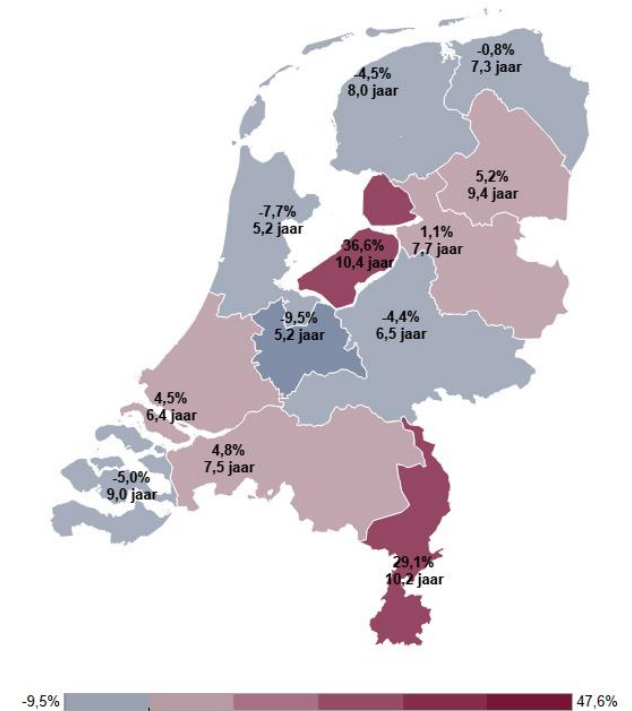 -0,8%
7,3 jaar
-4,5%
8,0 jaar
5,2%
9,4 jaar
-7,7%
5,2 jaar
1,1%
7,7 jaar
36,6%
10,4 jaar
-9,5%
5,2 jaar
-4,4%
6,5 jaar
4,5%
6,4 jaar
4,8%
7,5 jaar
-5,0%
9,0 jaar
29,1%
10,2 jaar
-9,5%
47,6%